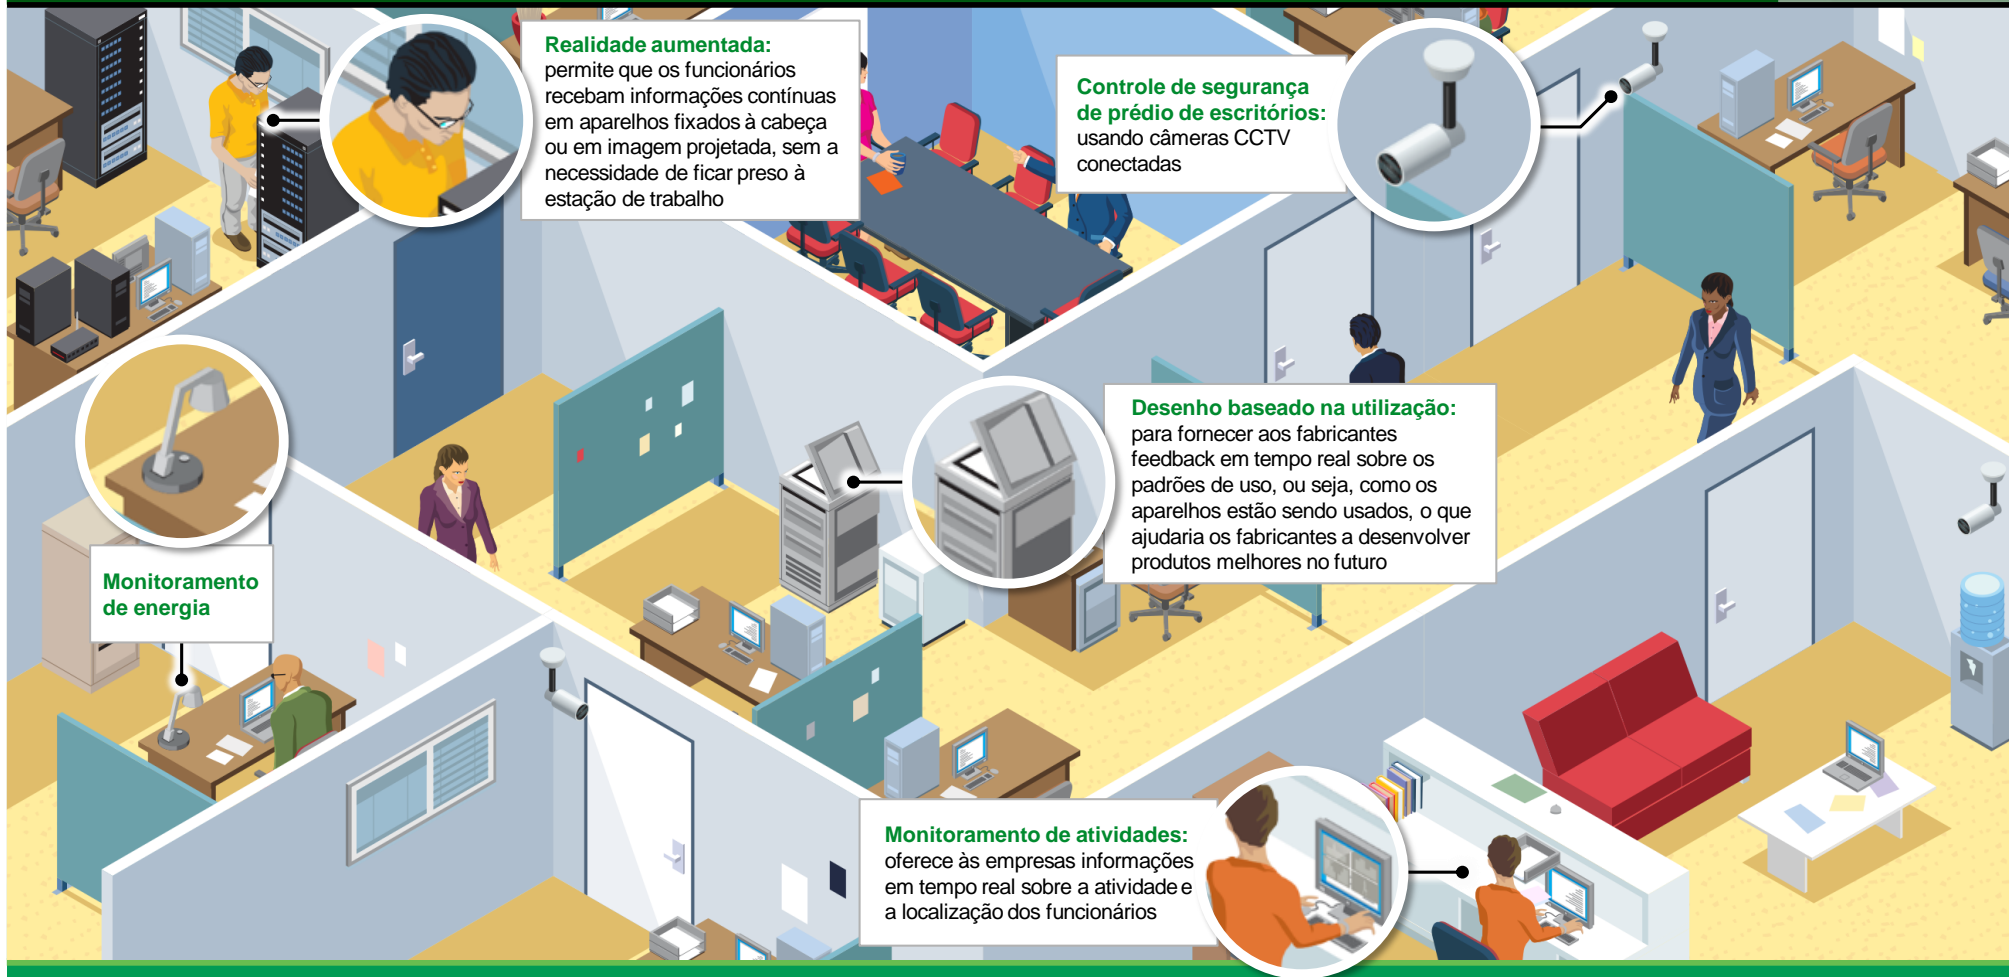 Realidade aumentada:
permite que os funcionários
recebam informações contínuas
em aparelhos fixados à cabeça
ou em imagem projetada, sem a
necessidade de ficar preso à
estação de trabalho
Controle de segurança
de prédio de escritórios:
usando câmeras CCTV
conectadas
Desenho baseado na utilização:
para fornecer aos fabricantes
feedback em tempo real sobre os
padrões de uso, ou seja, como os
aparelhos estão sendo usados, o que
ajudaria os fabricantes a desenvolver
produtos melhores no futuro
Monitoramento
de energia
Monitoramento de atividades:
oferece às empresas informações
em tempo real sobre a atividade e
a localização dos funcionários